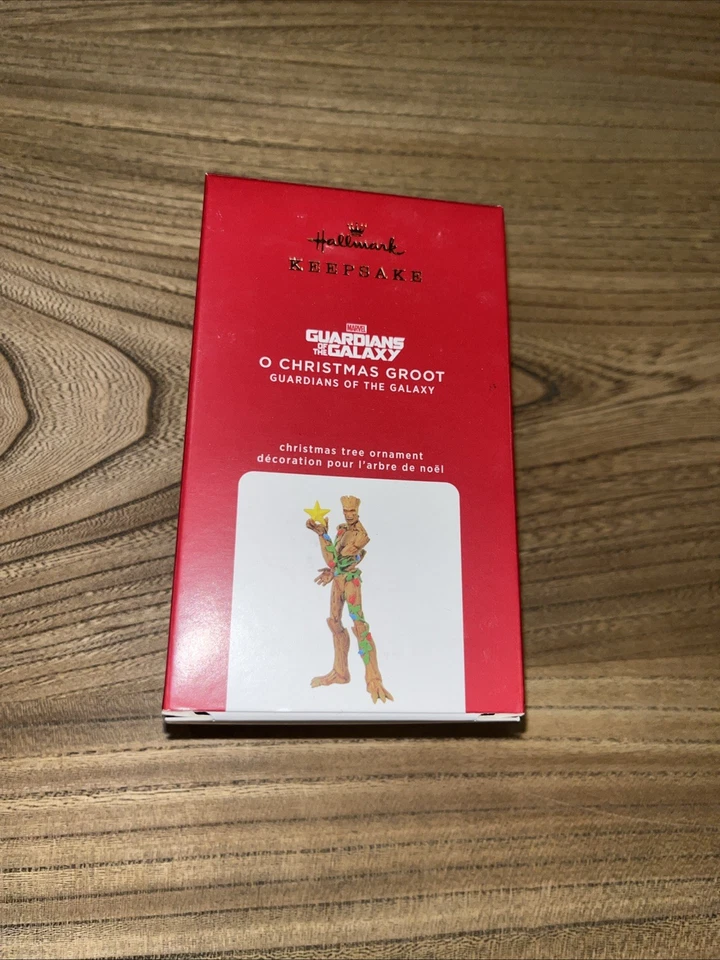 Hallmark
KEEPSAKE
MARVEL
GUARDIANS
OF THE GALAXY
O CHRISTMAS GROOT
GUARDIANS OF THE GALAXY
christmas tree ornament
décoration pour l'arbre de noël